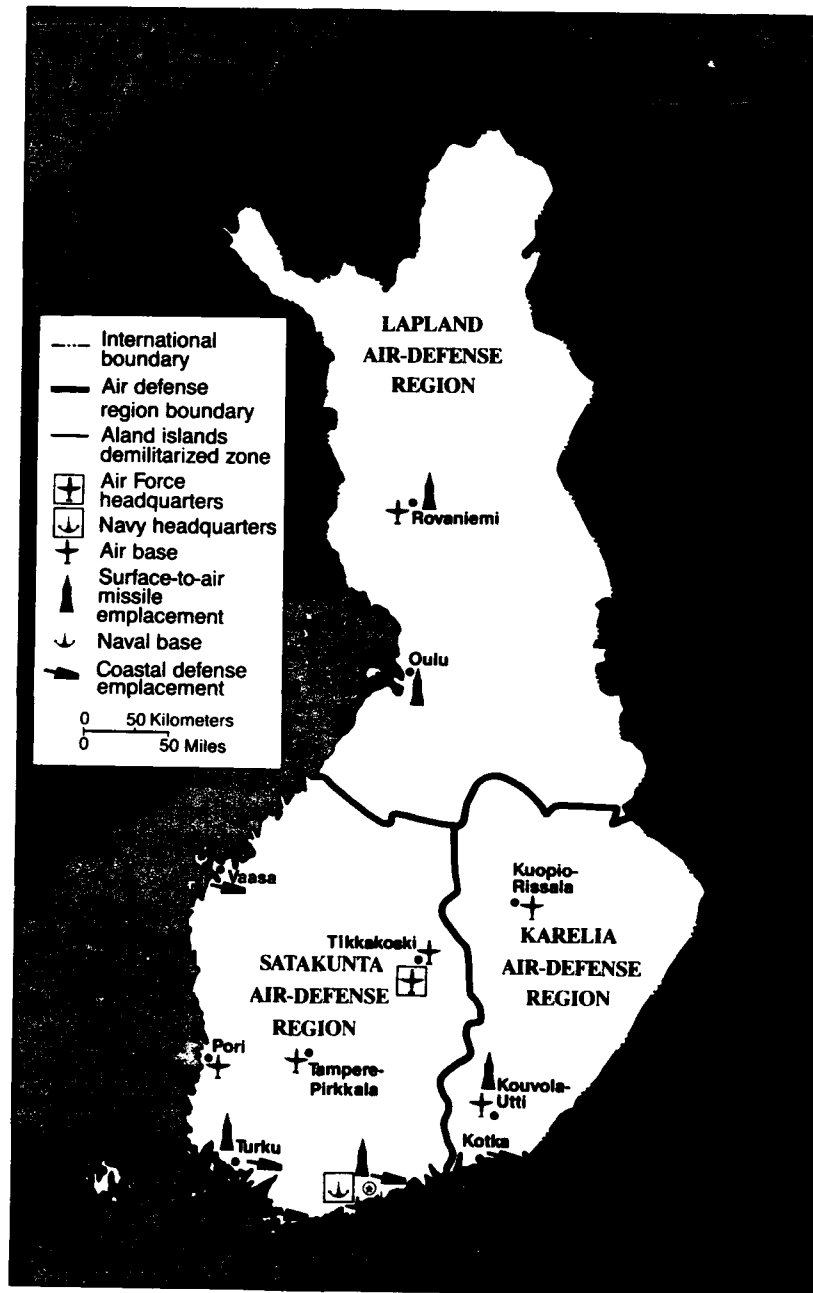 LAPLAND
AIR-DEFENSE
REGION
International
boundary
Air defense
region boundary
Aland islands
demilitarized zone
Air Force
headquarters
Navy headquarters
Air base
Surface-to-air
missile
emplacement
Naval base
Coastal defense
emplacement
0 50 Kilometers
0 50 Miles
Rovaniemi
Oulu
Vaasa
Kuopio-
Rissala
Tikkakoski
SATAKUNTA
AIR-DEFENSE
REGION
KARELIA
AIR-DEFENSE
REGION
Pori
Tampere-
Pirkkala
Kouvola-
Utti
Turku
Kotka